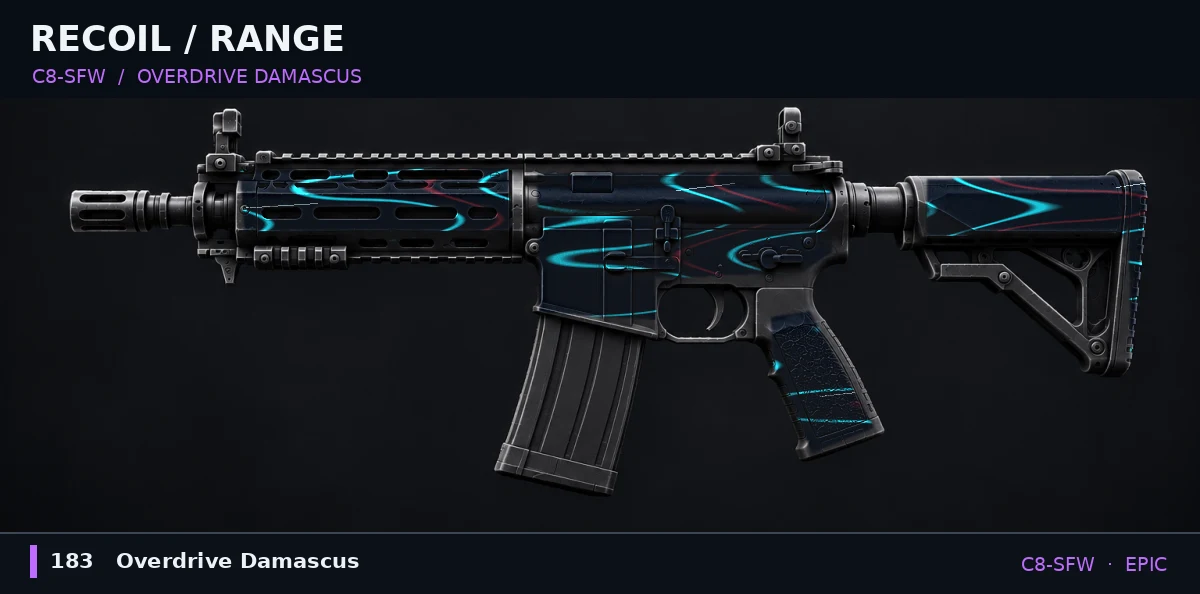 RECOIL / RANGE
C8-SFW / OVERDRIVE DAMASCUS
183 Overdrive Damascus
C8-SFW · EPIC